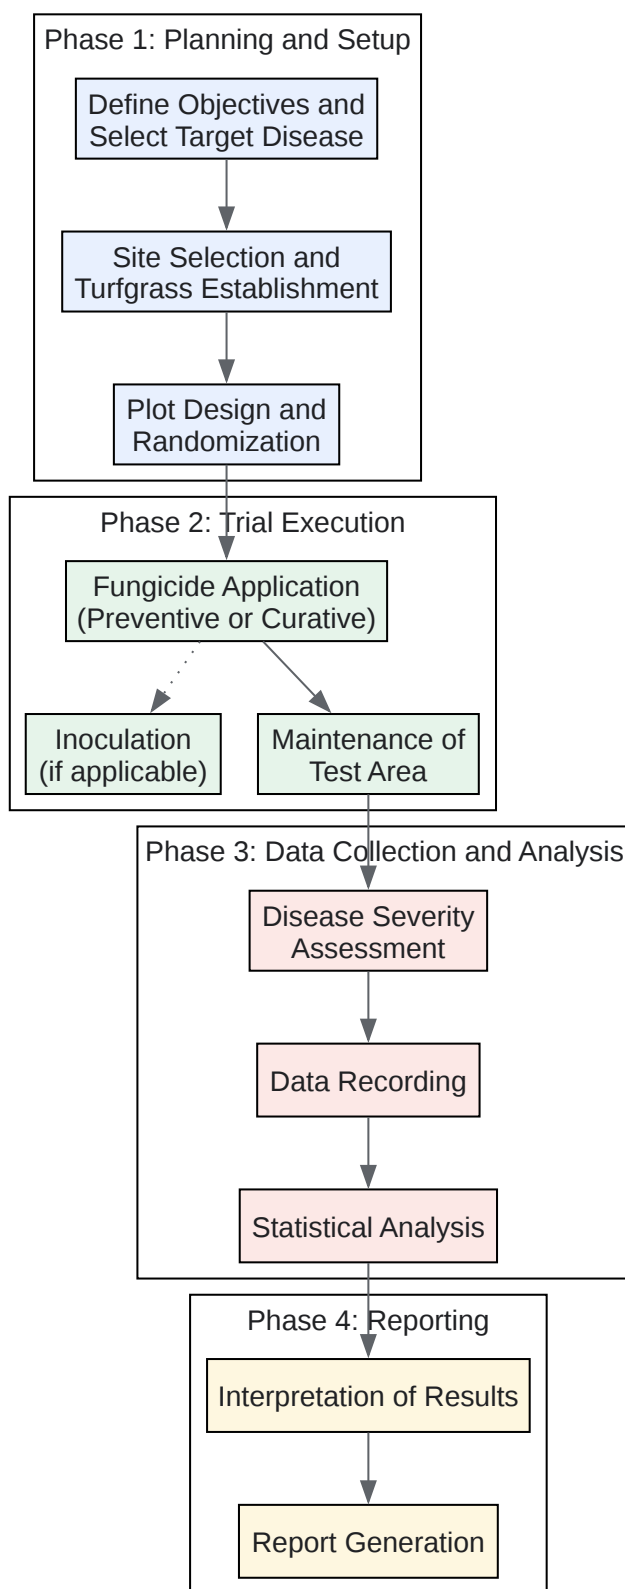 Phase 1: Planning and Setup
Define Objectives and
Select Target Disease
Site Selection and
Turfgrass Establishment
Plot Design and
Randomization
Phase 2: Trial Execution
Fungicide Application
(Preventive or Curative)
Inoculation
(if applicable)
Maintenance of
Test Area
Phase 3: Data Collection and Analysis
Disease Severity
Assessment
Data Recording
Statistical Analysis
Phase 4: Reporting
Interpretation of Results
Report Generation